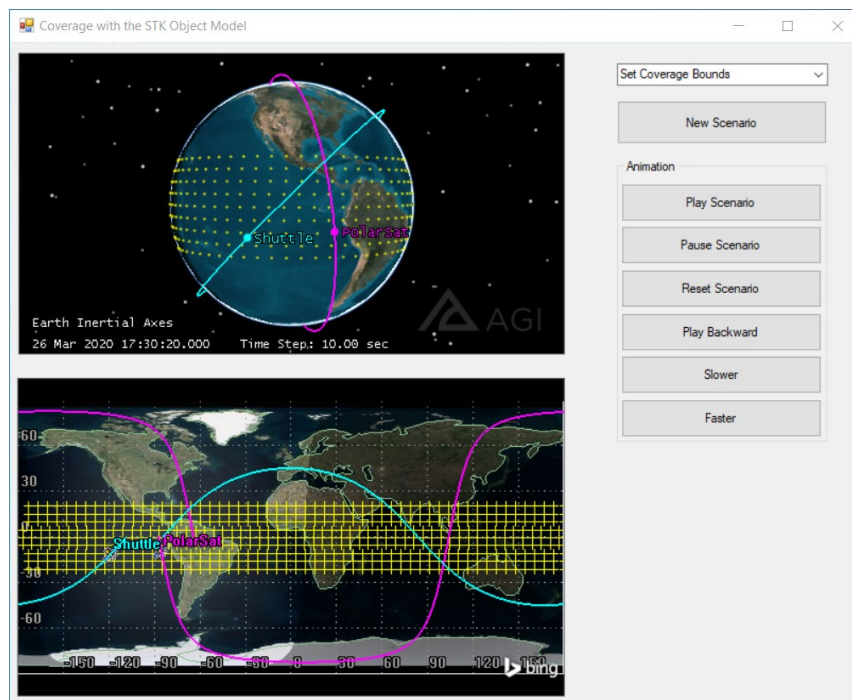 Coverage with the STK Object Model
Set Coverage Bounds
New Scenario
Animation
Play Scenario
Pause Scenario
Reset Scenario
Play Backward
Slower
Faster
Shuttle
PolarSat
AGI
Earth Inertial Axes
26 Mar 2020 17:30:20.000 Time Step: 10.00 sec
60
30
0
Shuttle PolarSat
-30
-60
-150 -120 -90 -60 -30 0 30 60 90 120 150
bing